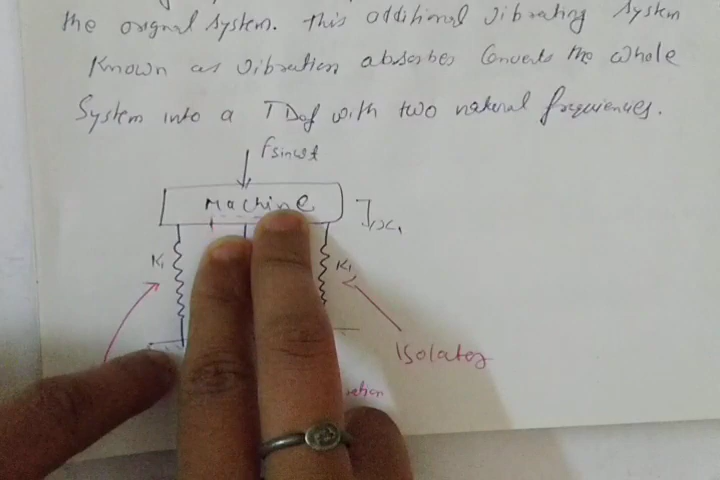 the orignal system. this additional vibrating system
known as vibration absorber converts the whole
system into a TDof with two natural frequiencies.
Fsinωt
Machine
x₁
K₁
K₁
Isolator